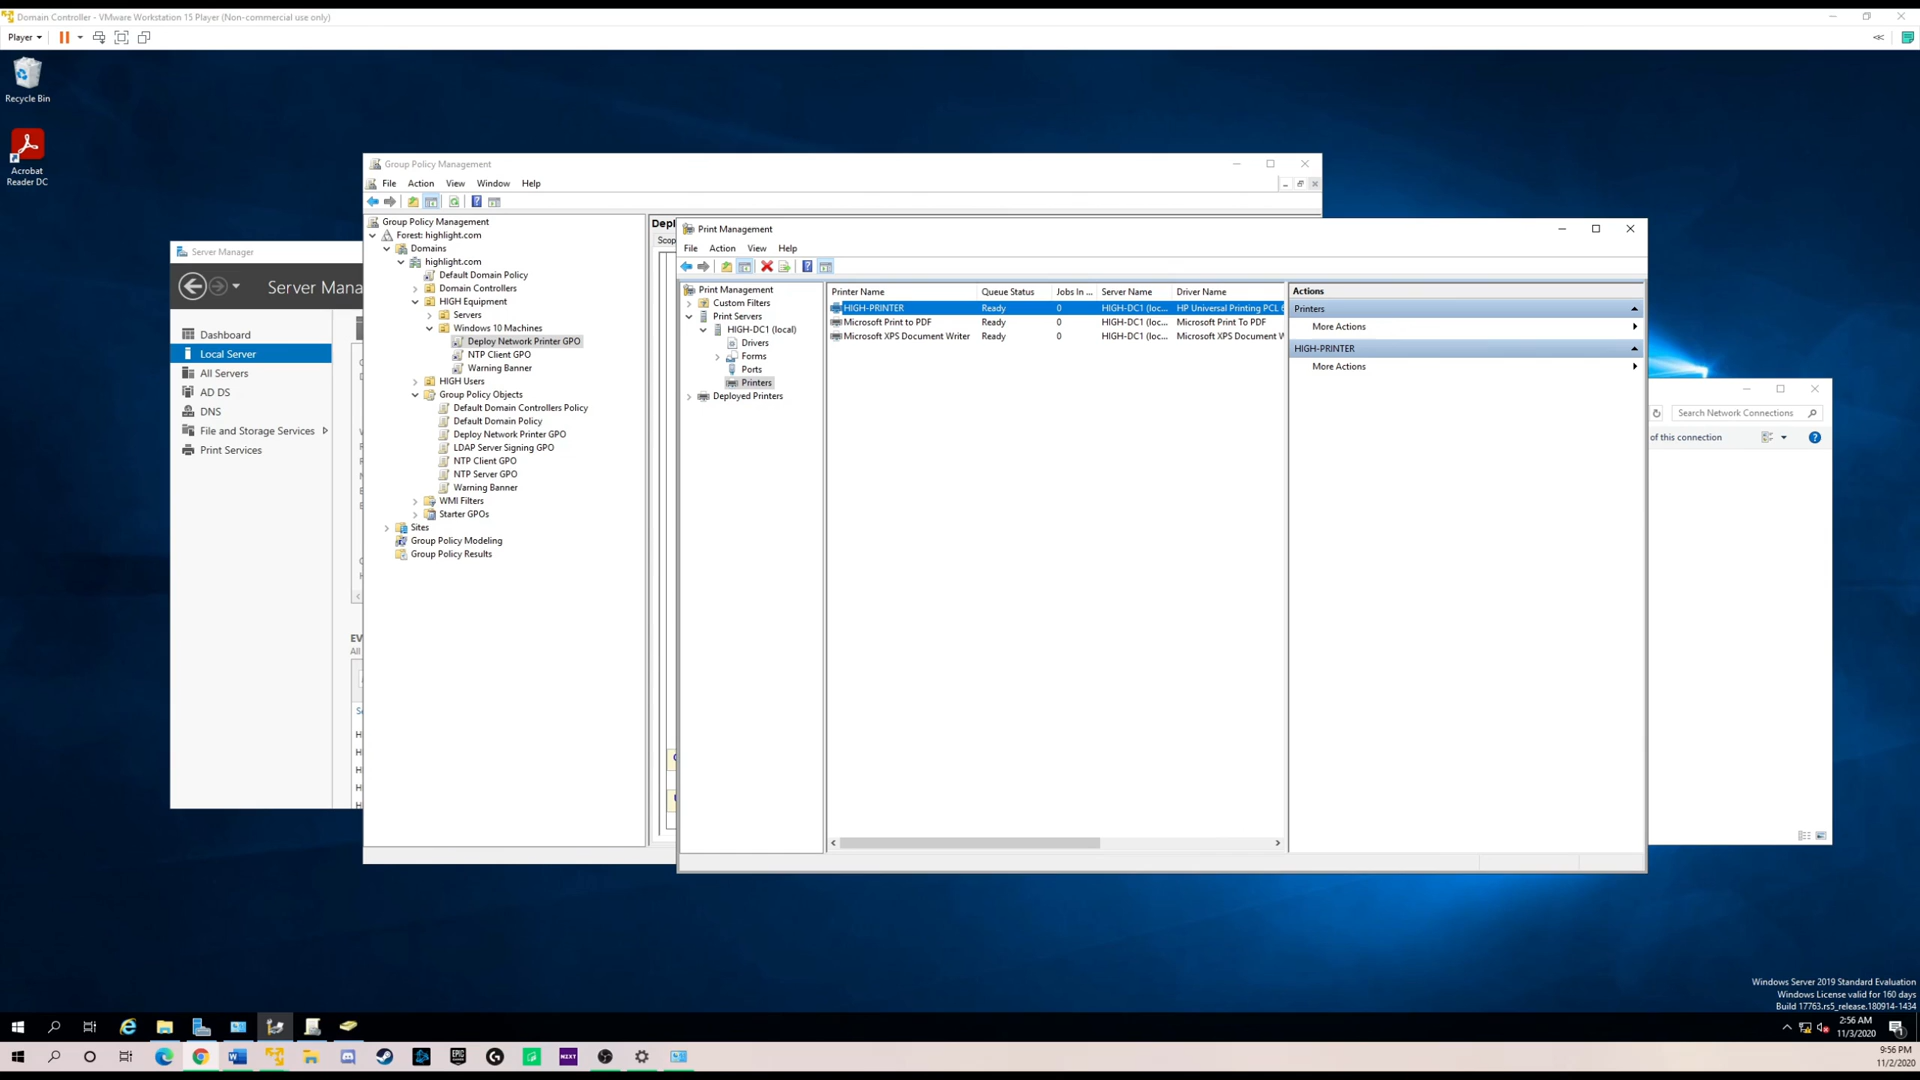 Domain Controller - VMware Workstation 15 Player (Non-commercial use only)
Player
Recycle Bin
Acrobat
Reader DC
Group Policy Management
File Action View Window Help
Group Policy Management
Forest: highlight.com
Domains
highlight.com
Default Domain Policy
Domain Controllers
HIGH Equipment
Servers
Windows 10 Machines
Deploy Network Printer GPO
NTP Client GPO
Warning Banner
HIGH Users
Group Policy Objects
Default Domain Controllers Policy
Default Domain Policy
Deploy Network Printer GPO
LDAP Server Signing GPO
NTP Client GPO
NTP Server GPO
Warning Banner
WMI Filters
Starter GPOs
Sites
Group Policy Modeling
Group Policy Results
Depl
Scop
Server Manager
Server Mana
Dashboard
Local Server
All Servers
AD DS
DNS
File and Storage Services
Print Services
EV
All
Print Management
File Action View Help
Print Management
Custom Filters
Print Servers
HIGH-DC1 (local)
Drivers
Forms
Ports
Printers
Deployed Printers
Printer Name Queue Status Jobs In ... Server Name Driver Name
HIGH-PRINTER Ready 0 HIGH-DC1 (loc... HP Universal Printing PCL 6
Microsoft Print to PDF Ready 0 HIGH-DC1 (loc... Microsoft Print To PDF
Microsoft XPS Document Writer Ready 0 HIGH-DC1 (loc... Microsoft XPS Document W
Actions
Printers
More Actions
HIGH-PRINTER
More Actions
Search Network Connections
of this connection
Windows Server 2019 Standard Evaluation
Windows License valid for 160 days
Build 17763.rs5_release.180914-1434
2:56 AM
11/3/2020
9:56 PM
11/2/2020